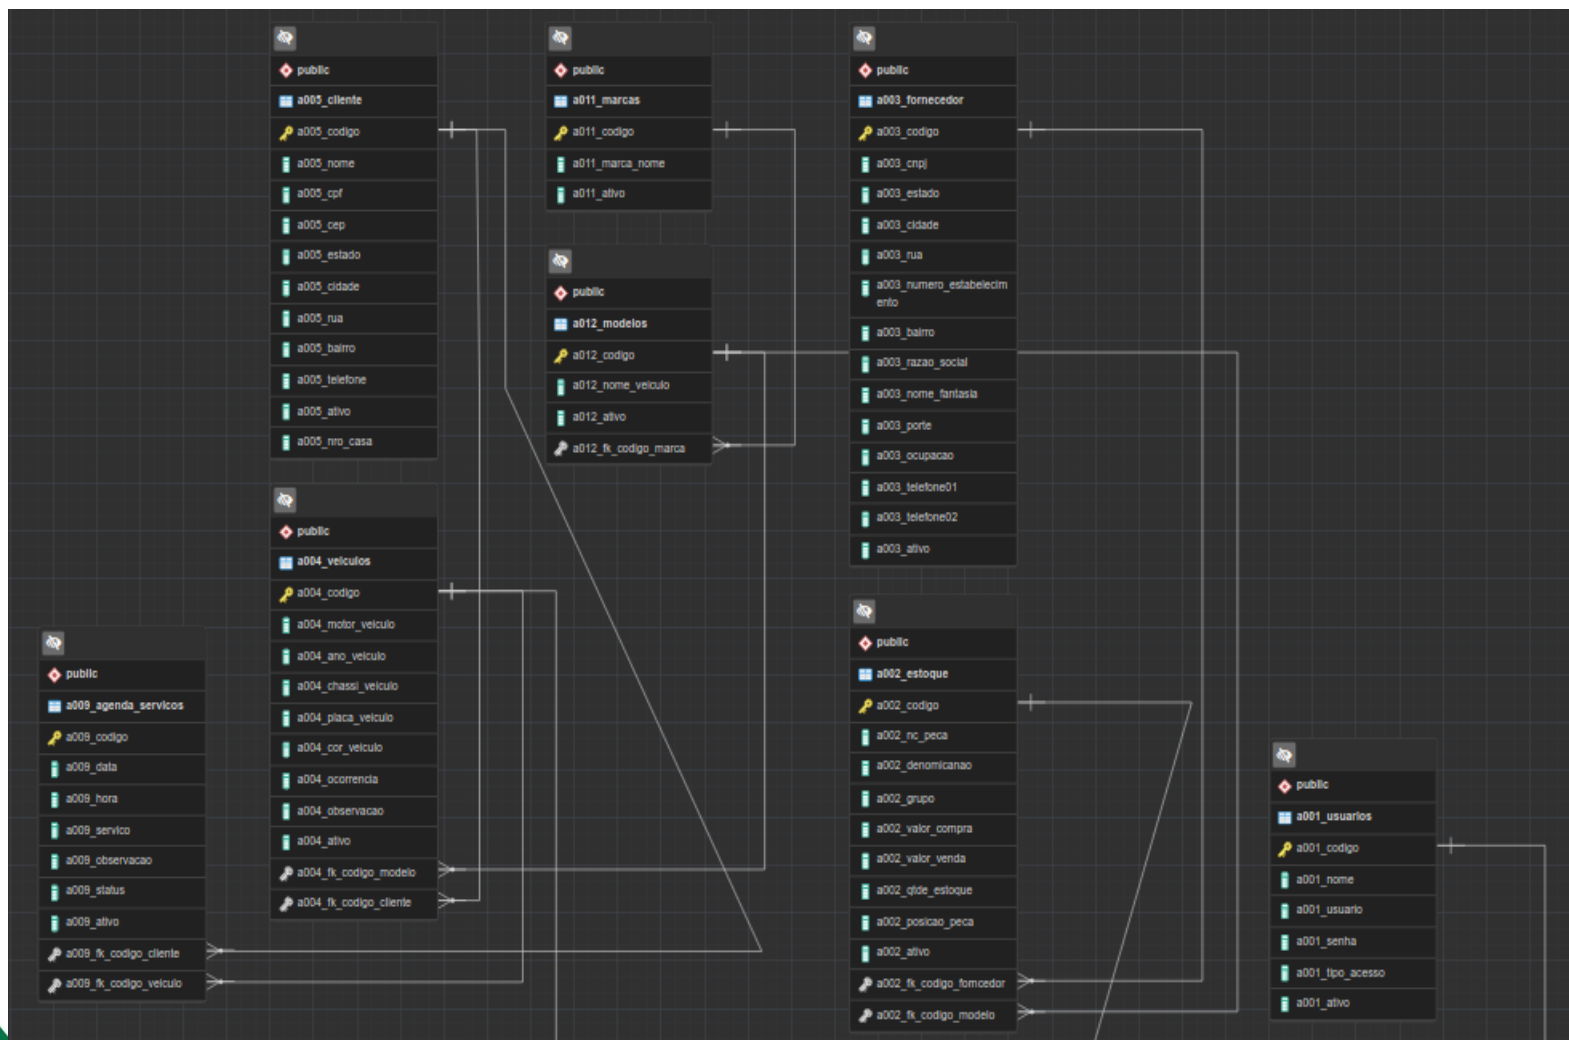 public
a005_cliente
a005_codigo
a005_nome
a005_cpf
a005_cep
a005_estado
a005_cidade
a005_rua
a005_bairro
a005_telefone
a005_ativo
a005_nro_casa
public
a011_marcas
a011_codigo
a011_marca_nome
a011_ativo
public
a012_modelos
a012_codigo
a012_nome_veiculo
a012_ativo
a012_fk_codigo_marca
public
a003_fornecedor
a003_codigo
a003_cnpj
a003_estado
a003_cidade
a003_rua
a003_numero_estabelecim
ento
a003_bairro
a003_razao_social
a003_nome_fantasia
a003_porte
a003_ocupacao
a003_telefone01
a003_telefone02
a003_ativo
public
a004_veiculos
a004_codigo
a004_motor_veiculo
a004_ano_veiculo
a004_chassi_veiculo
a004_placa_veiculo
a004_cor_veiculo
a004_ocorrencia
a004_observacao
a004_ativo
a004_fk_codigo_modelo
a004_fk_codigo_cliente
public
a009_agenda_servicos
a009_codigo
a009_data
a009_hora
a009_servico
a009_observacao
a009_status
a009_ativo
a009_fk_codigo_cliente
a009_fk_codigo_veiculo
public
a002_estoque
a002_codigo
a002_nc_peca
a002_denomicanao
a002_grupo
a002_valor_compra
a002_valor_venda
a002_qtde_estoque
a002_posicao_peca
a002_ativo
a002_fk_codigo_forncedor
a002_fk_codigo_modelo
public
a001_usuarios
a001_codigo
a001_nome
a001_usuario
a001_senha
a001_tipo_acesso
a001_ativo